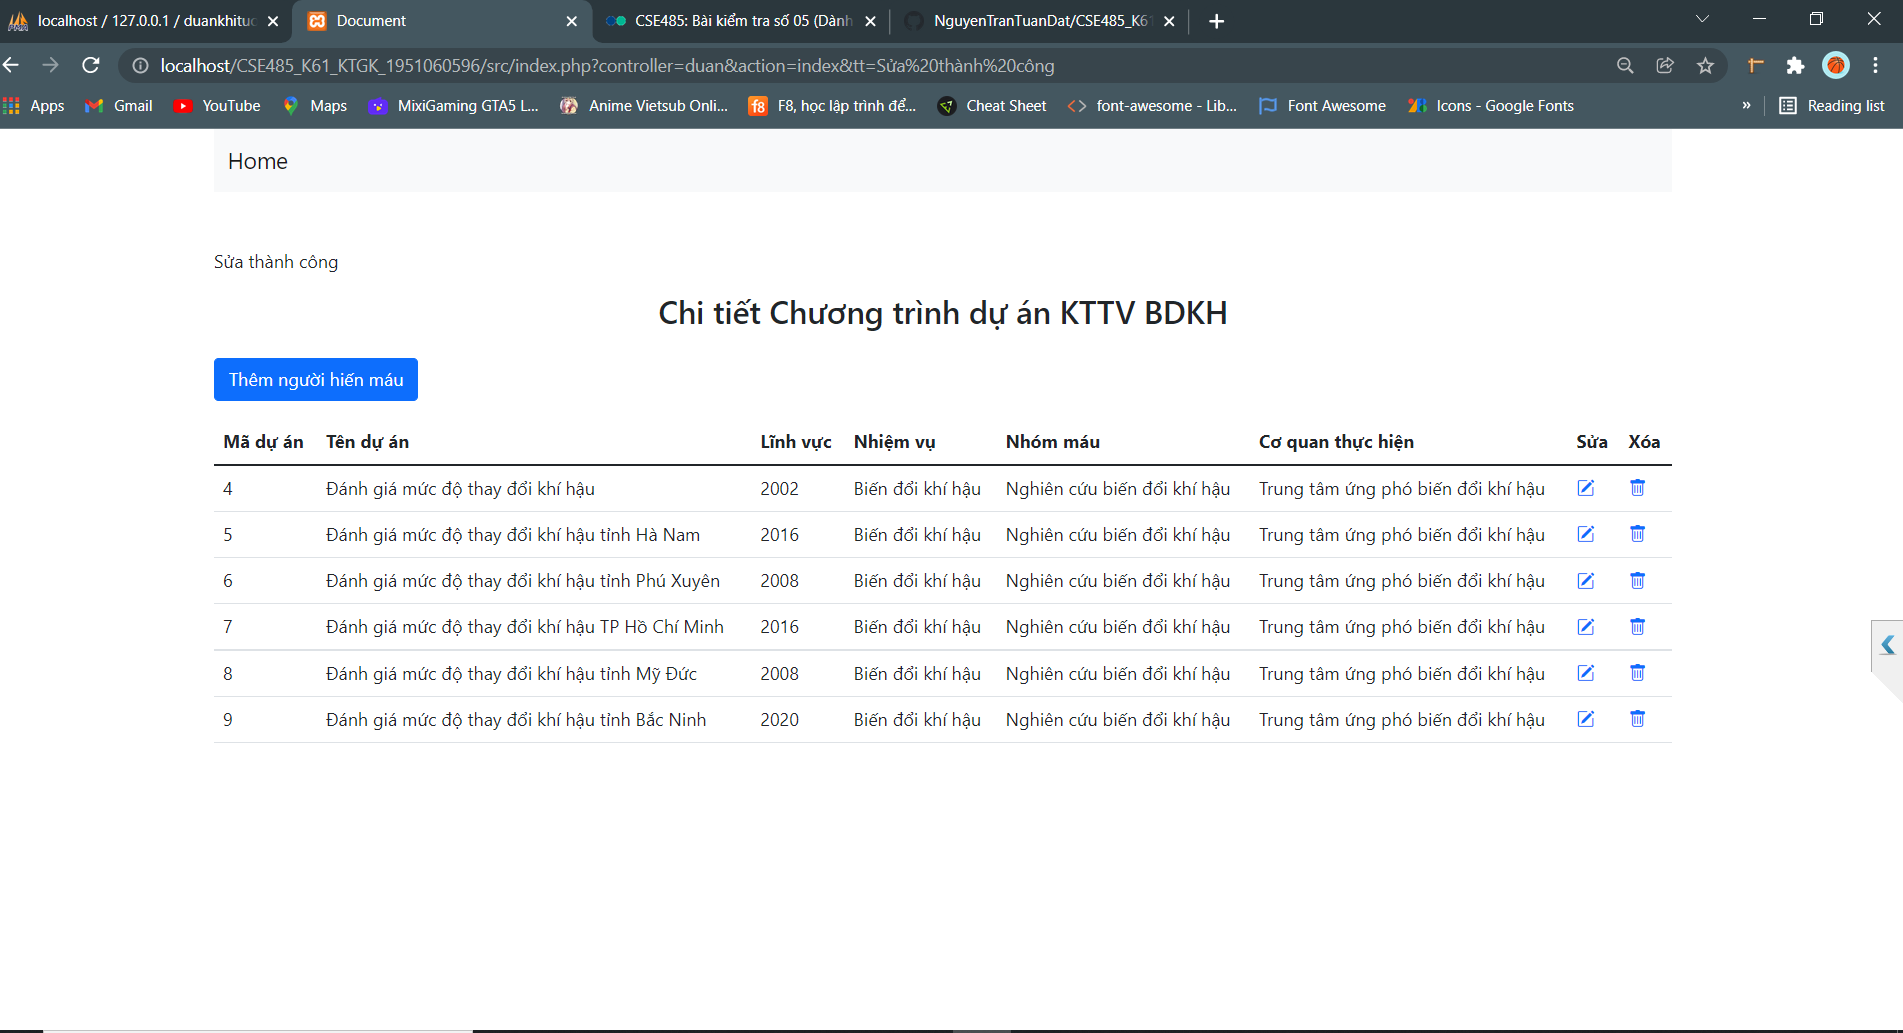 localhost / 127.0.0.1 / duankhitu
Document
CSE485: Bài kiểm tra số 05 (Dành
NguyenTranTuanDat/CSE485_K61
localhost/CSE485_K61_KTGK_1951060596/src/index.php?controller=duan&action=index&tt=Sửa%20thành%20công
Apps Gmail YouTube Maps MixiGaming GTA5 L... Anime Vietsub Onli... F8, học lập trình để... Cheat Sheet font-awesome - Lib... Font Awesome Icons - Google Fonts » Reading list
Home
Sửa thành công
Chi tiết Chương trình dự án KTTV BDKH
Thêm người hiến máu
Mã dự án Tên dự án Lĩnh vực Nhiệm vụ Nhóm máu Cơ quan thực hiện Sửa Xóa
4 Đánh giá mức độ thay đổi khí hậu 2002 Biến đổi khí hậu Nghiên cứu biến đổi khí hậu Trung tâm ứng phó biến đổi khí hậu
5 Đánh giá mức độ thay đổi khí hậu tỉnh Hà Nam 2016 Biến đổi khí hậu Nghiên cứu biến đổi khí hậu Trung tâm ứng phó biến đổi khí hậu
6 Đánh giá mức độ thay đổi khí hậu tỉnh Phú Xuyên 2008 Biến đổi khí hậu Nghiên cứu biến đổi khí hậu Trung tâm ứng phó biến đổi khí hậu
7 Đánh giá mức độ thay đổi khí hậu TP Hồ Chí Minh 2016 Biến đổi khí hậu Nghiên cứu biến đổi khí hậu Trung tâm ứng phó biến đổi khí hậu
8 Đánh giá mức độ thay đổi khí hậu tỉnh Mỹ Đức 2008 Biến đổi khí hậu Nghiên cứu biến đổi khí hậu Trung tâm ứng phó biến đổi khí hậu
9 Đánh giá mức độ thay đổi khí hậu tỉnh Bắc Ninh 2020 Biến đổi khí hậu Nghiên cứu biến đổi khí hậu Trung tâm ứng phó biến đổi khí hậu